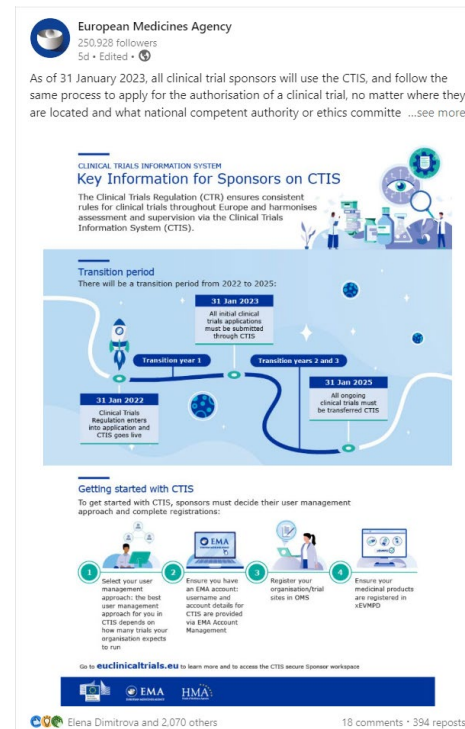 European Medicines Agency
250,928 followers
5d • Edited •
As of 31 January 2023, all clinical trial sponsors will use the CTIS, and follow the
same process to apply for the authorisation of a clinical trial, no matter where they
are located and what national competent authority or ethics committe ...see more
CLINICAL TRIALS INFORMATION SYSTEM
Key Information for Sponsors on CTIS
The Clinical Trials Regulation (CTR) ensures consistent
rules for clinical trials throughout Europe and harmonises
assessment and supervision via the Clinical Trials
Information System (CTIS).
Transition period
There will be a transition period from 2022 to 2025:
31 Jan 2023
All initial clinical
trials applications
must be submitted
through CTIS
Transition year 1
Transition years 2 and 3
31 Jan 2022
Clinical Trials
Regulation enters
into application and
CTIS goes live
31 Jan 2025
All ongoing
clinical trials must
be transferred CTIS
Getting started with CTIS
To get started with CTIS, sponsors must decide their user management
approach and complete registrations:
EMA
1
Select your user
management
approach: the best
user management
approach for you in
CTIS depends on
how many trials your
organisation expects
to run
2
Ensure you have
an EMA account:
username and
account details for
CTIS are provided
via EMA Account
Management
3
Register your
organisation/trial
sites in OMS
4
Ensure your
medicinal products
are registered in
xEVMPD
Go to euclinicaltrials.eu to learn more and to access the CTIS secure Sponsor workspace
EMA
HMA
Elena Dimitrova and 2,070 others
18 comments • 394 reposts